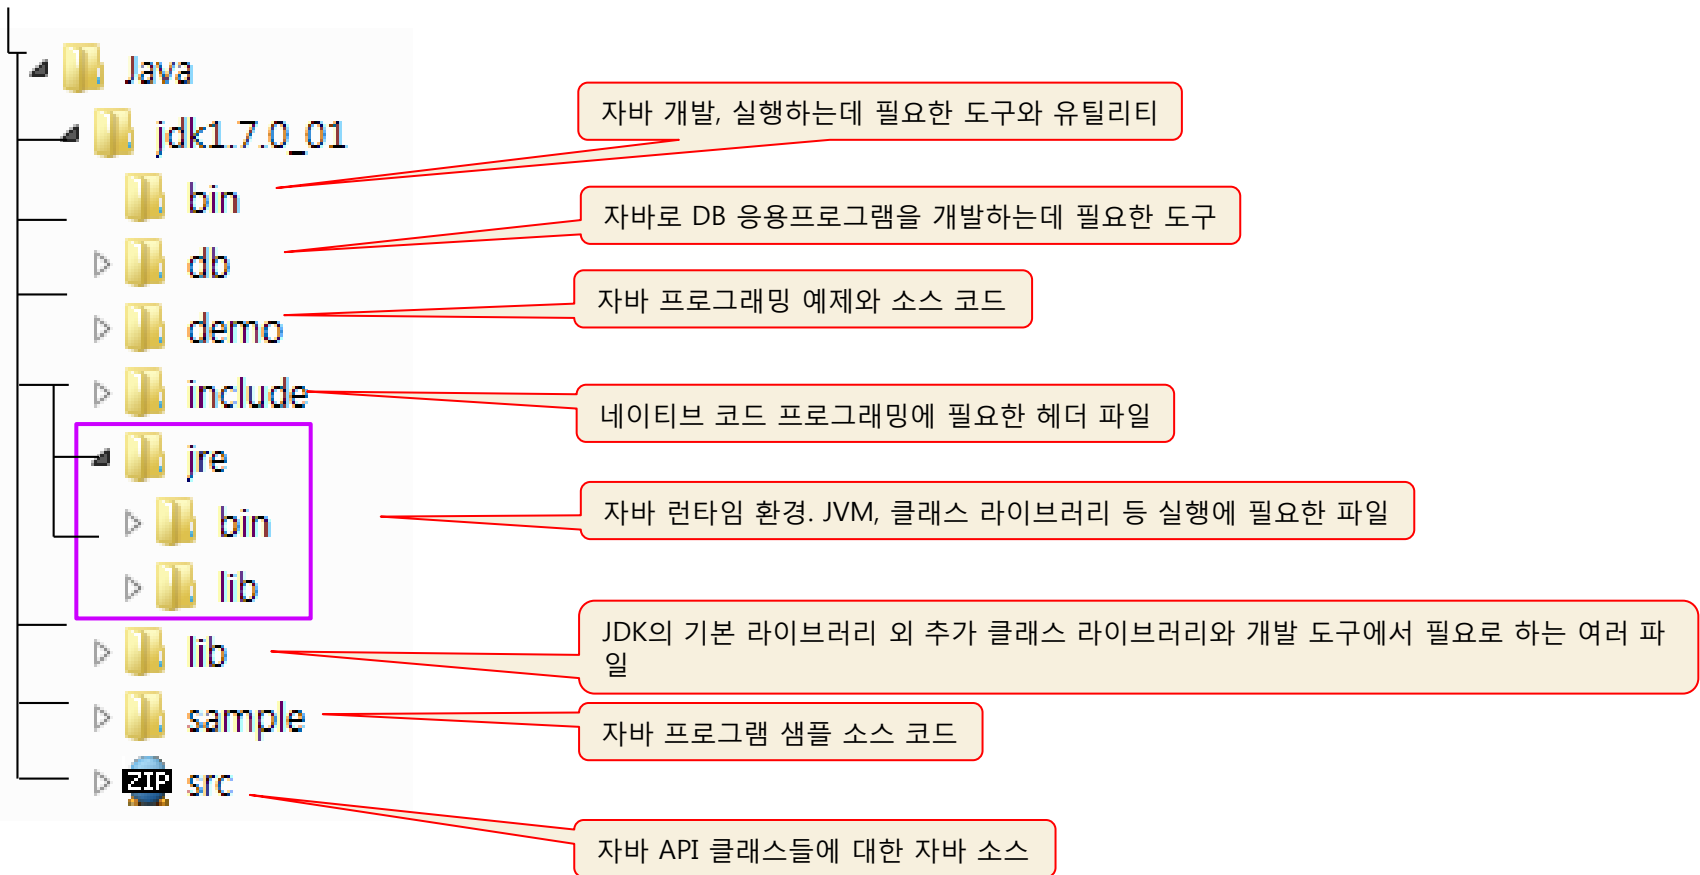 Java
jdk1.7.0_01
자바 개발, 실행하는데 필요한 도구와 유틸리티
bin
자바로 DB 응용프로그램을 개발하는데 필요한 도구
db
자바 프로그래밍 예제와 소스 코드
demo
include
네이티브 코드 프로그래밍에 필요한 헤더 파일
jre
자바 런타임 환경. JVM, 클래스 라이브러리 등 실행에 필요한 파일
bin
lib
JDK의 기본 라이브러리 외 추가 클래스 라이브러리와 개발 도구에서 필요로 하는 여러 파
일
lib
sample
자바 프로그램 샘플 소스 코드
ZIP src
자바 API 클래스들에 대한 자바 소스